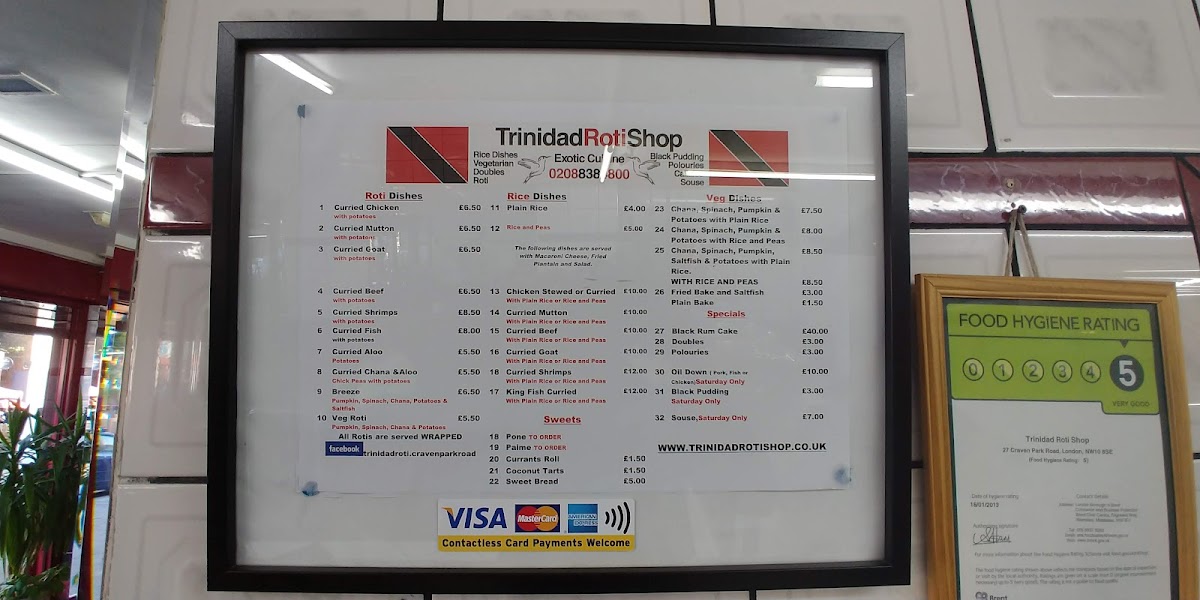 TrinidadRotiShop
Rice Dishes
Vegetarian
Doubles
Roti
Exotic Cuisine
Black Pudding
Polouries
Souse
Roti Dishes
1 Curried Chicken £6.50
with potatoes
2 Curried Mutton £6.50
with potatoes
3 Curried Goat £6.50
with potatoes
4 Curried Beef £6.50
with potatoes
5 Curried Shrimps £8.50
with potatoes
6 Curried Fish £8.00
with potatoes
7 Curried Aloo £5.50
Potatoes
8 Curried Chana &Aloo £5.50
Chick Peas with potatoes
9 Breeze £6.50
Pumpkin, Spinach, Chana, Potatoes &
Saltfish
10 Veg Roti £5.50
Pumpkin, Spinach, Chana & Potatoes
All Rotis are served WRAPPED
facebook trinidadroti.cravenparkroad
Rice Dishes
11 Plain Rice £4.00
12 Rice and Peas £5.00
The following dishes are served
with Macaroni Cheese, Fried
Plantain and Salad.
13 Chicken Stewed or Curried £10.00
With Plain Rice or Rice and Peas
14 Curried Mutton £10.00
With Plain Rice or Rice and Peas
15 Curried Beef £10.00
With Plain Rice or Rice and Peas
16 Curried Goat £10.00
With Plain Rice or Rice and Peas
18 Curried Shrimps £12.00
With Plain Rice or Rice and Peas
17 King Fish Curried £12.00
With Plain Rice or Rice and Peas
Sweets
18 Pone TO ORDER
19 Paime TO ORDER
20 Currants Roll £1.50
21 Coconut Tarts £1.50
22 Sweet Bread £5.00
Veg Dishes
23 Chana, Spinach, Pumpkin & £7.50
Potatoes with Plain Rice
24 Chana, Spinach, Pumpkin & £8.00
Potatoes with Rice and Peas
25 Chana, Spinach, Pumpkin, £8.50
Saltfish & Potatoes with Plain
Rice.
WITH RICE AND PEAS £8.50
26 Fried Bake and Saltfish £3.00
Plain Bake £1.50
Specials
27 Black Rum Cake £40.00
28 Doubles £3.00
29 Polouries £3.00
30 Oil Down ( Pork, Fish or £10.00
Chicken)Saturday Only
31 Black Pudding £3.00
Saturday Only
32 Souse,Saturday Only £7.00
WWW.TRINIDADROTISHOP.CO.UK
VISA MasterCard AMERICAN EXPRESS
Contactless Card Payments Welcome
FOOD HYGIENE RATING
0 1 2 3 4 5
VERY GOOD
Trinidad Roti Shop
27 Craven Park Road, London, NW10 8SE
(Food Hygiene Rating: 5)
Date of hygiene rating
16/01/2013
Brent